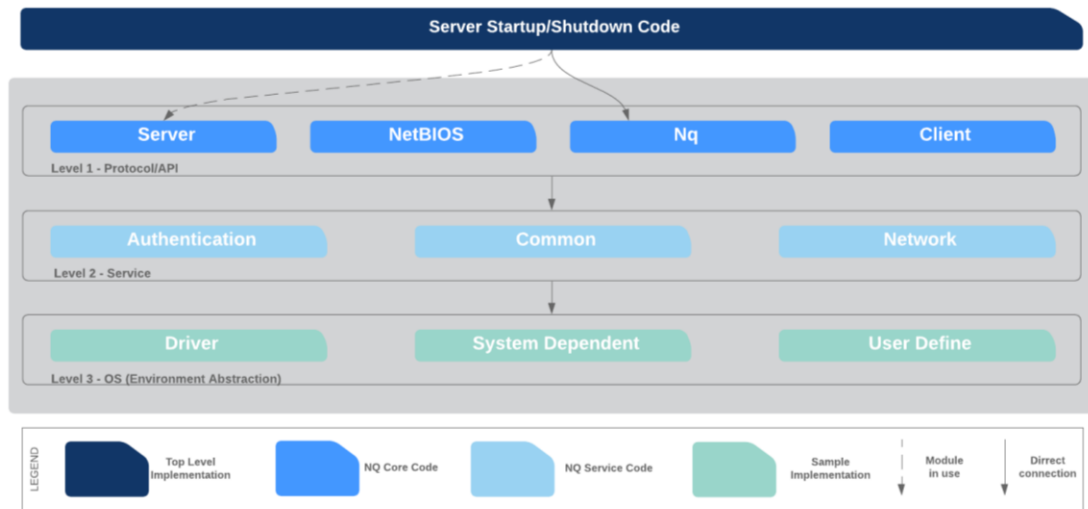 Server Startup/Shutdown Code
Server
NetBIOS
Nq
Client
Level 1 - Protocol/API
Authentication
Common
Network
Level 2 - Service
Driver
System Dependent
User Define
Level 3 - OS (Environment Abstraction)
LEGEND
Top Level
Implementation
NQ Core Code
NQ Service Code
Sample
Implementation
Module
in use
Dirrect
connection